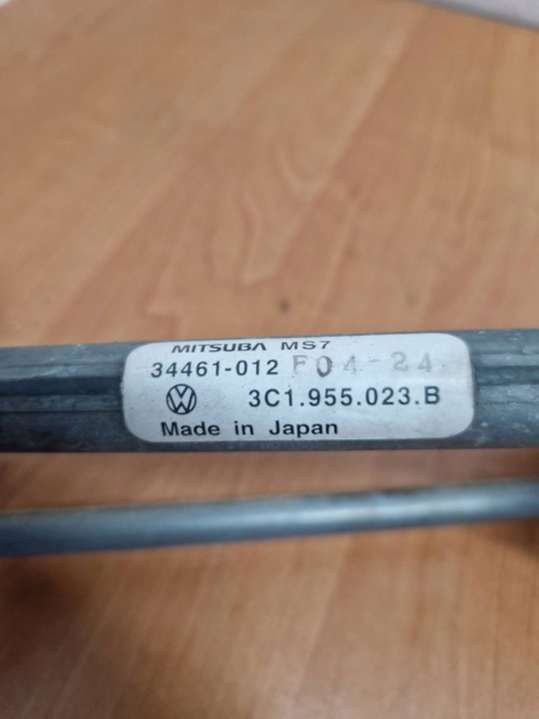 MITSUBA MS7
34461-012 F04-24
3C1.955.023.B
Made in Japan